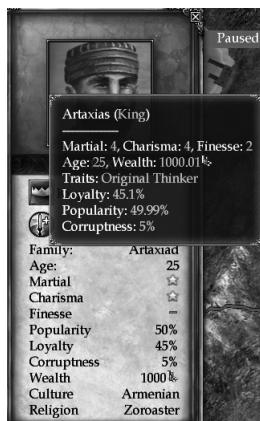 Paused
Artaxias (King)
Martial: 4, Charisma: 4, Finesse: 2
Age: 25, Wealth: 1000.01
Traits: Original Thinker
Loyalty: 45.1%
Popularity: 49.99%
Corruptness: 5%
Family: Artaxiad
Age: 25
Martial
Charisma
Finesse
Popularity 50%
Loyalty 45%
Corruptness 5%
Wealth 1000
Culture Armenian
Religion Zoroaster